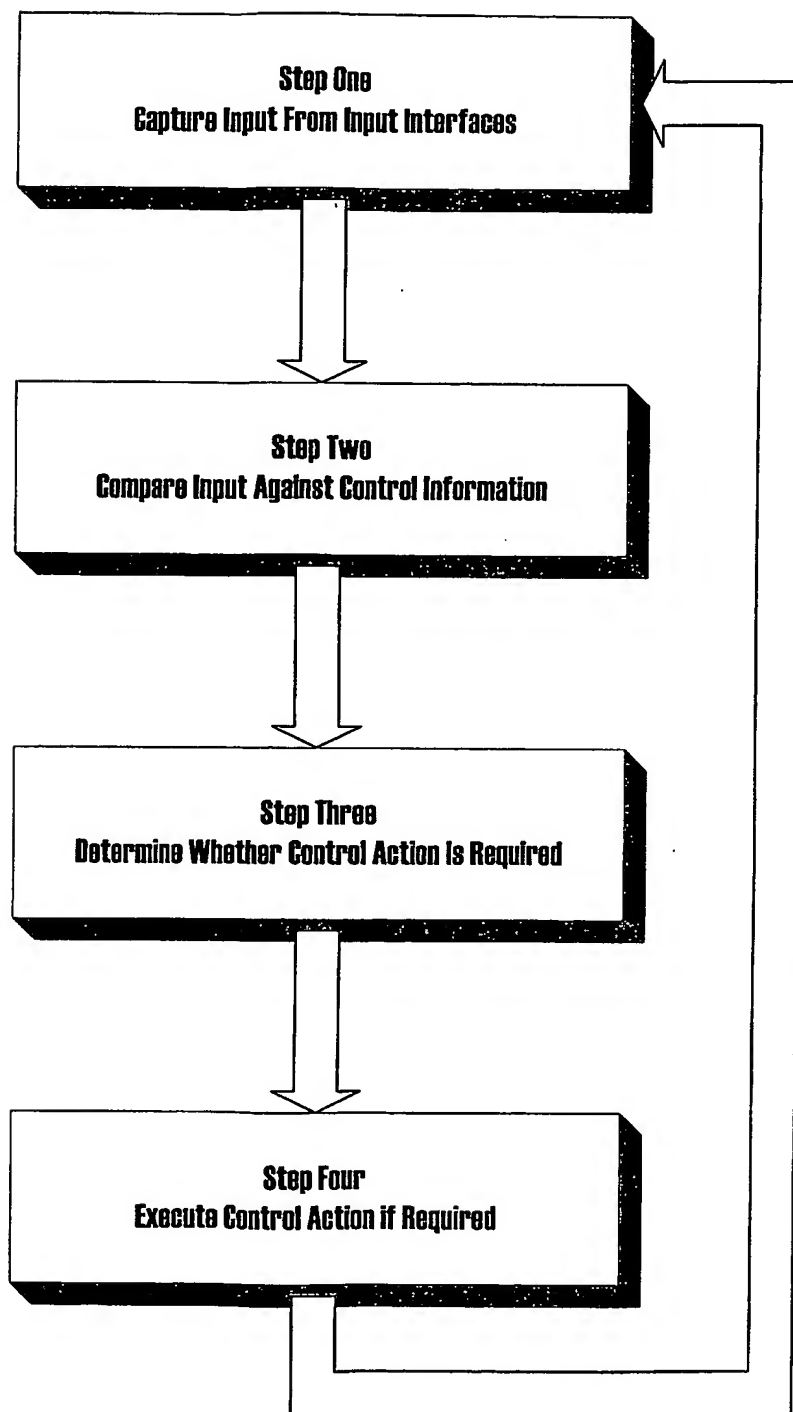 Step One
Capture Input From Input Interfaces
Step Two
Compare Input Against Control Information
Step Three
Determine Whether Control Action Is Required
Step Four
Execute Control Action if Required